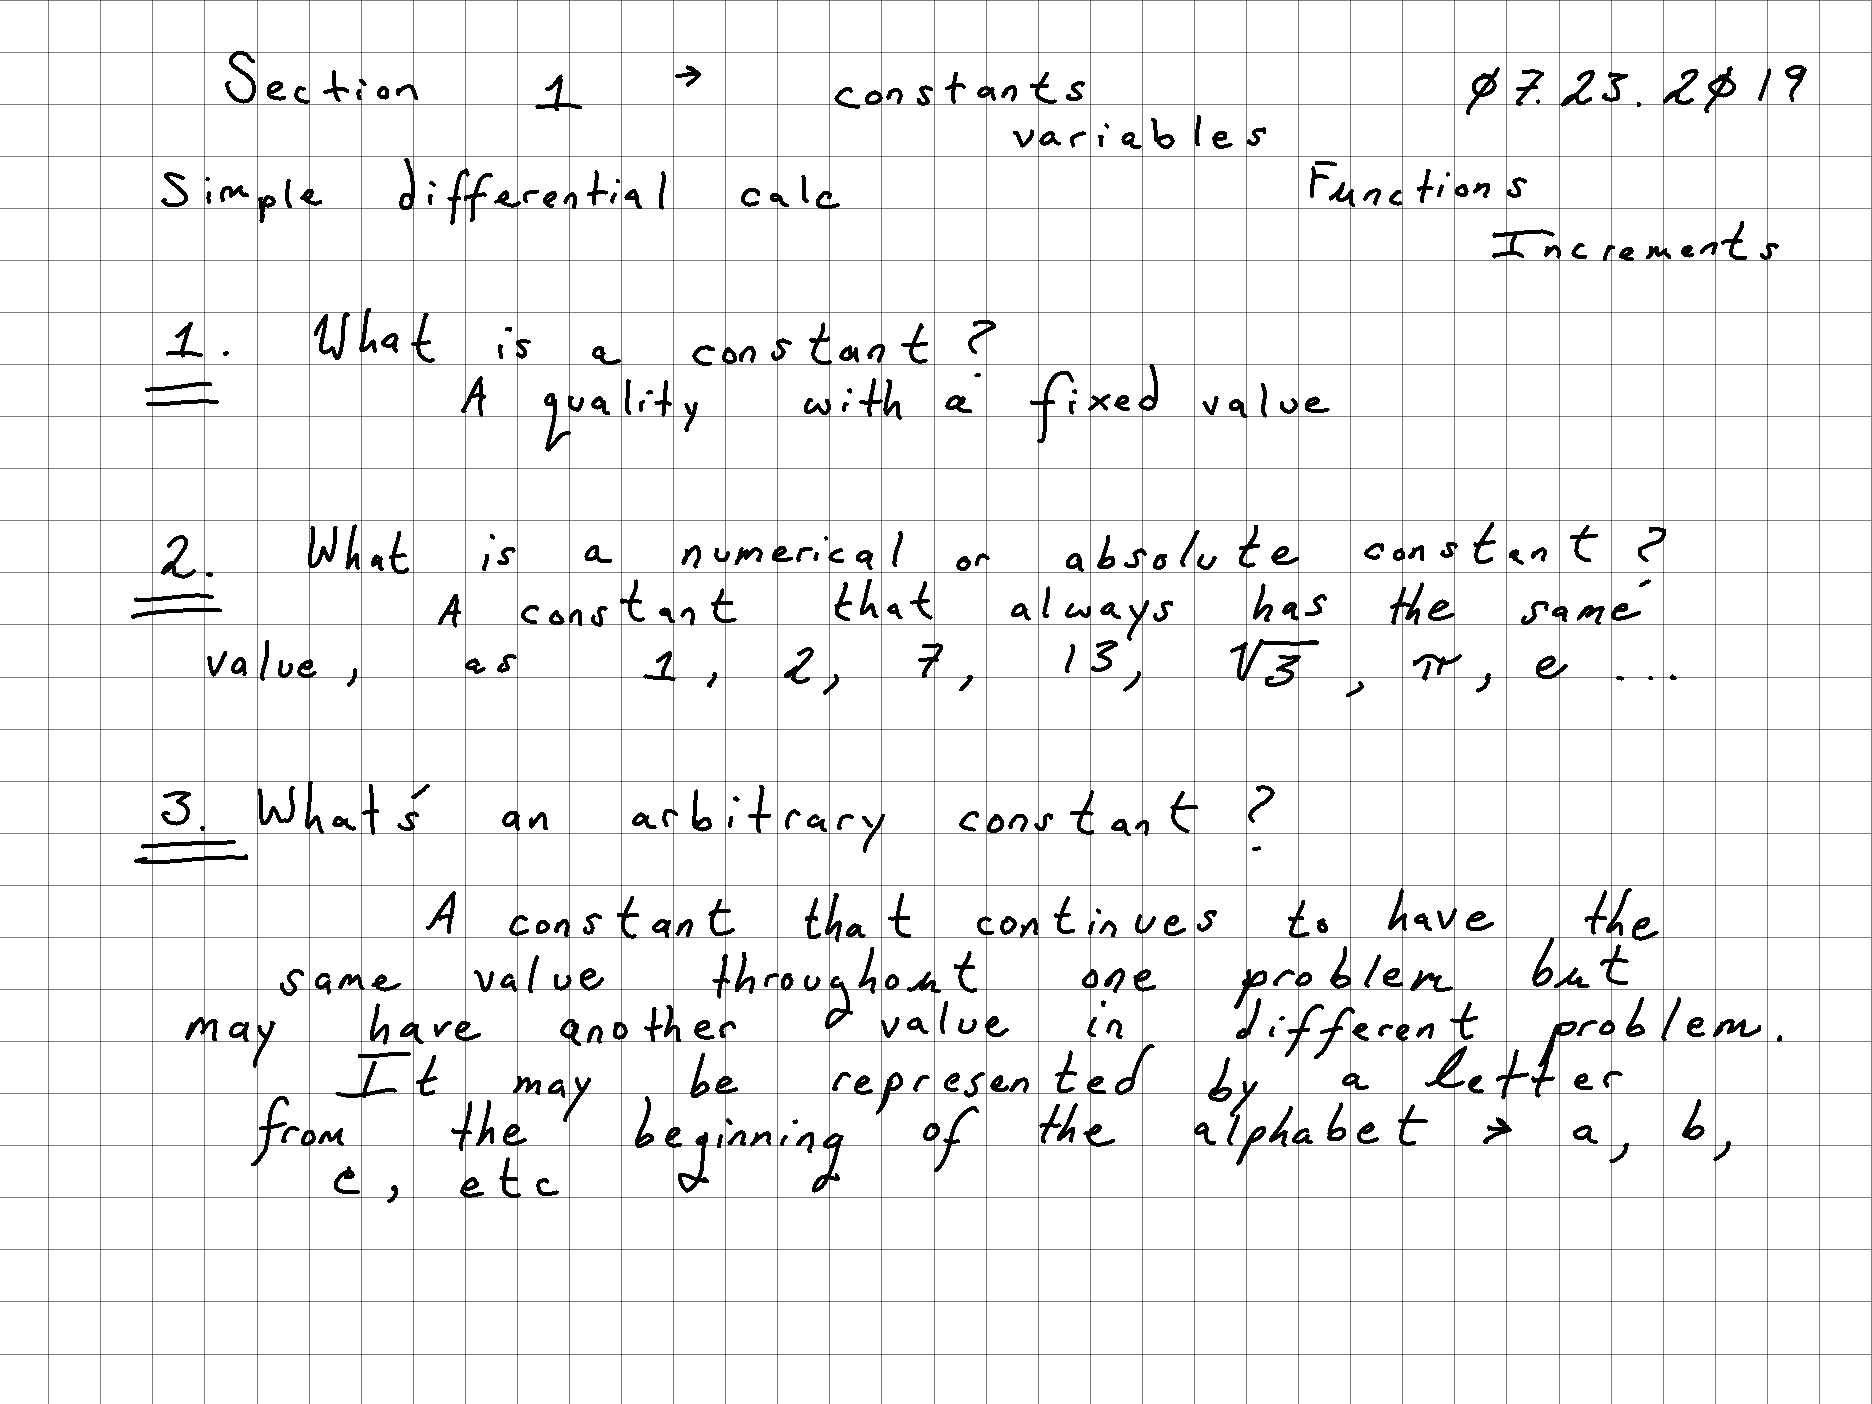 Section 1 → constants
variables
Ø7.23.2Ø19
Simple differential calc
Functions
Increments
1. What is a constant?
A quality with a fixed value
2. What is a numerical or absolute constant?
A constant that always has the same
value, as 1, 2, 7, 13, √3, π, e ...
3. What's an arbitrary constant?
A constant that continues to have the
same value throughout one problem but
may have another value in different problem.
It may be represented by a letter
from the beginning of the alphabet → a, b,
c, etc